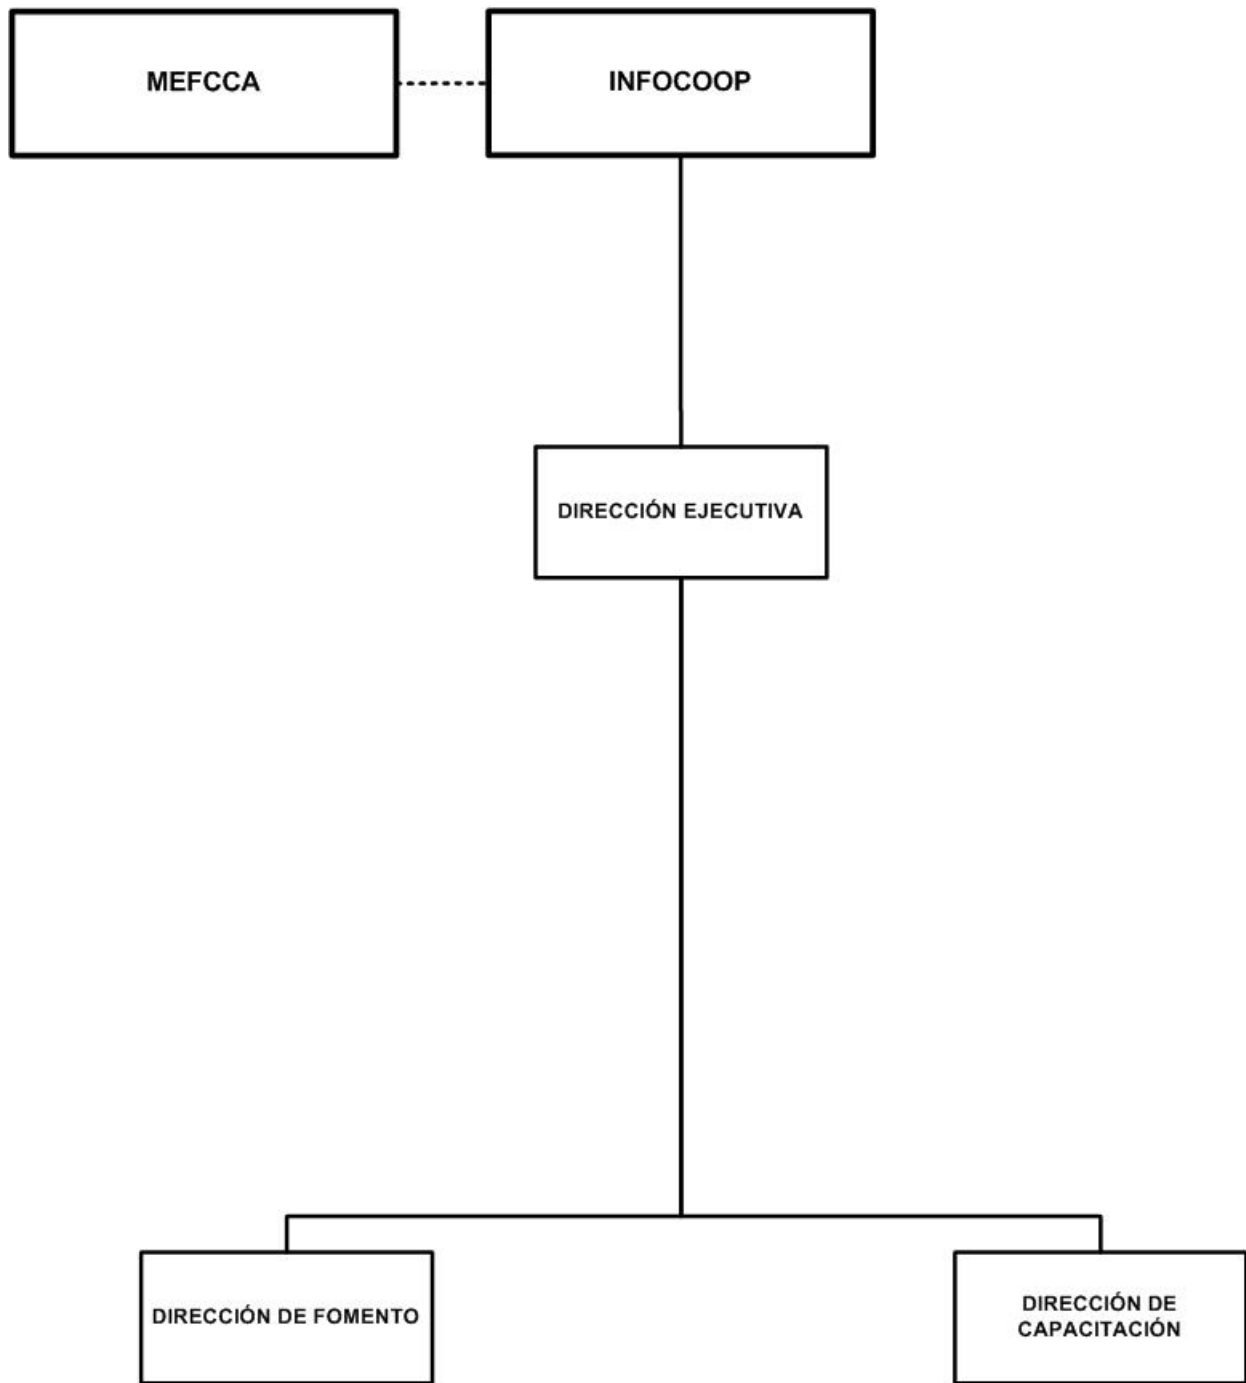 MEFCCA
INFOCOOP
DIRECCIÓN EJECUTIVA
DIRECCIÓN DE FOMENTO
DIRECCIÓN DE
CAPACITACIÓN